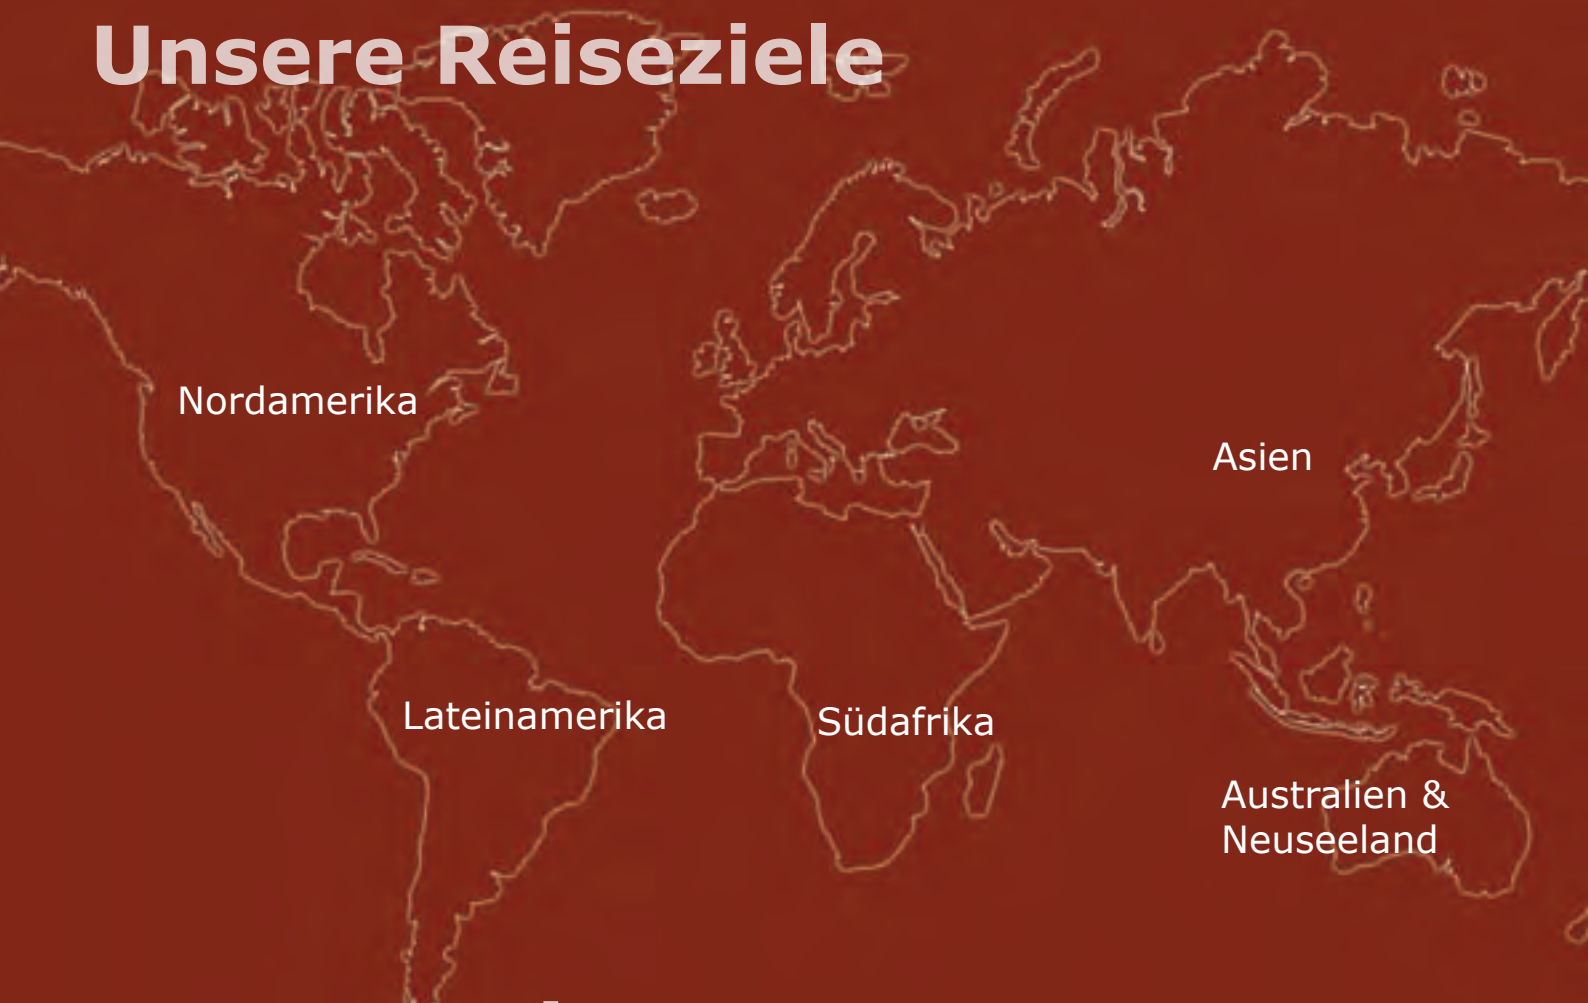 Unsere Reiseziele
Nordamerika
Asien
Lateinamerika
Südafrika
Australien &
Neuseeland